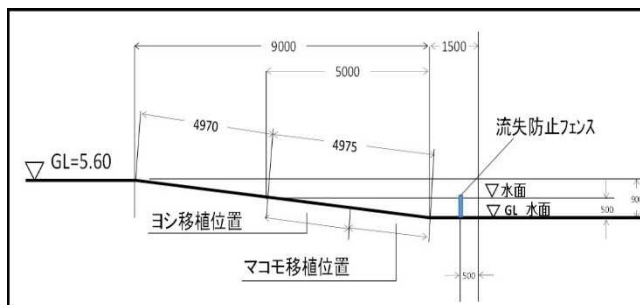 9000
1500
5000
4970
4975
流失防止フェンス
▽ GL=5.60
▽ 水面
▽ GL 水面
900
500
ヨシ移植位置
マコモ移植位置
500